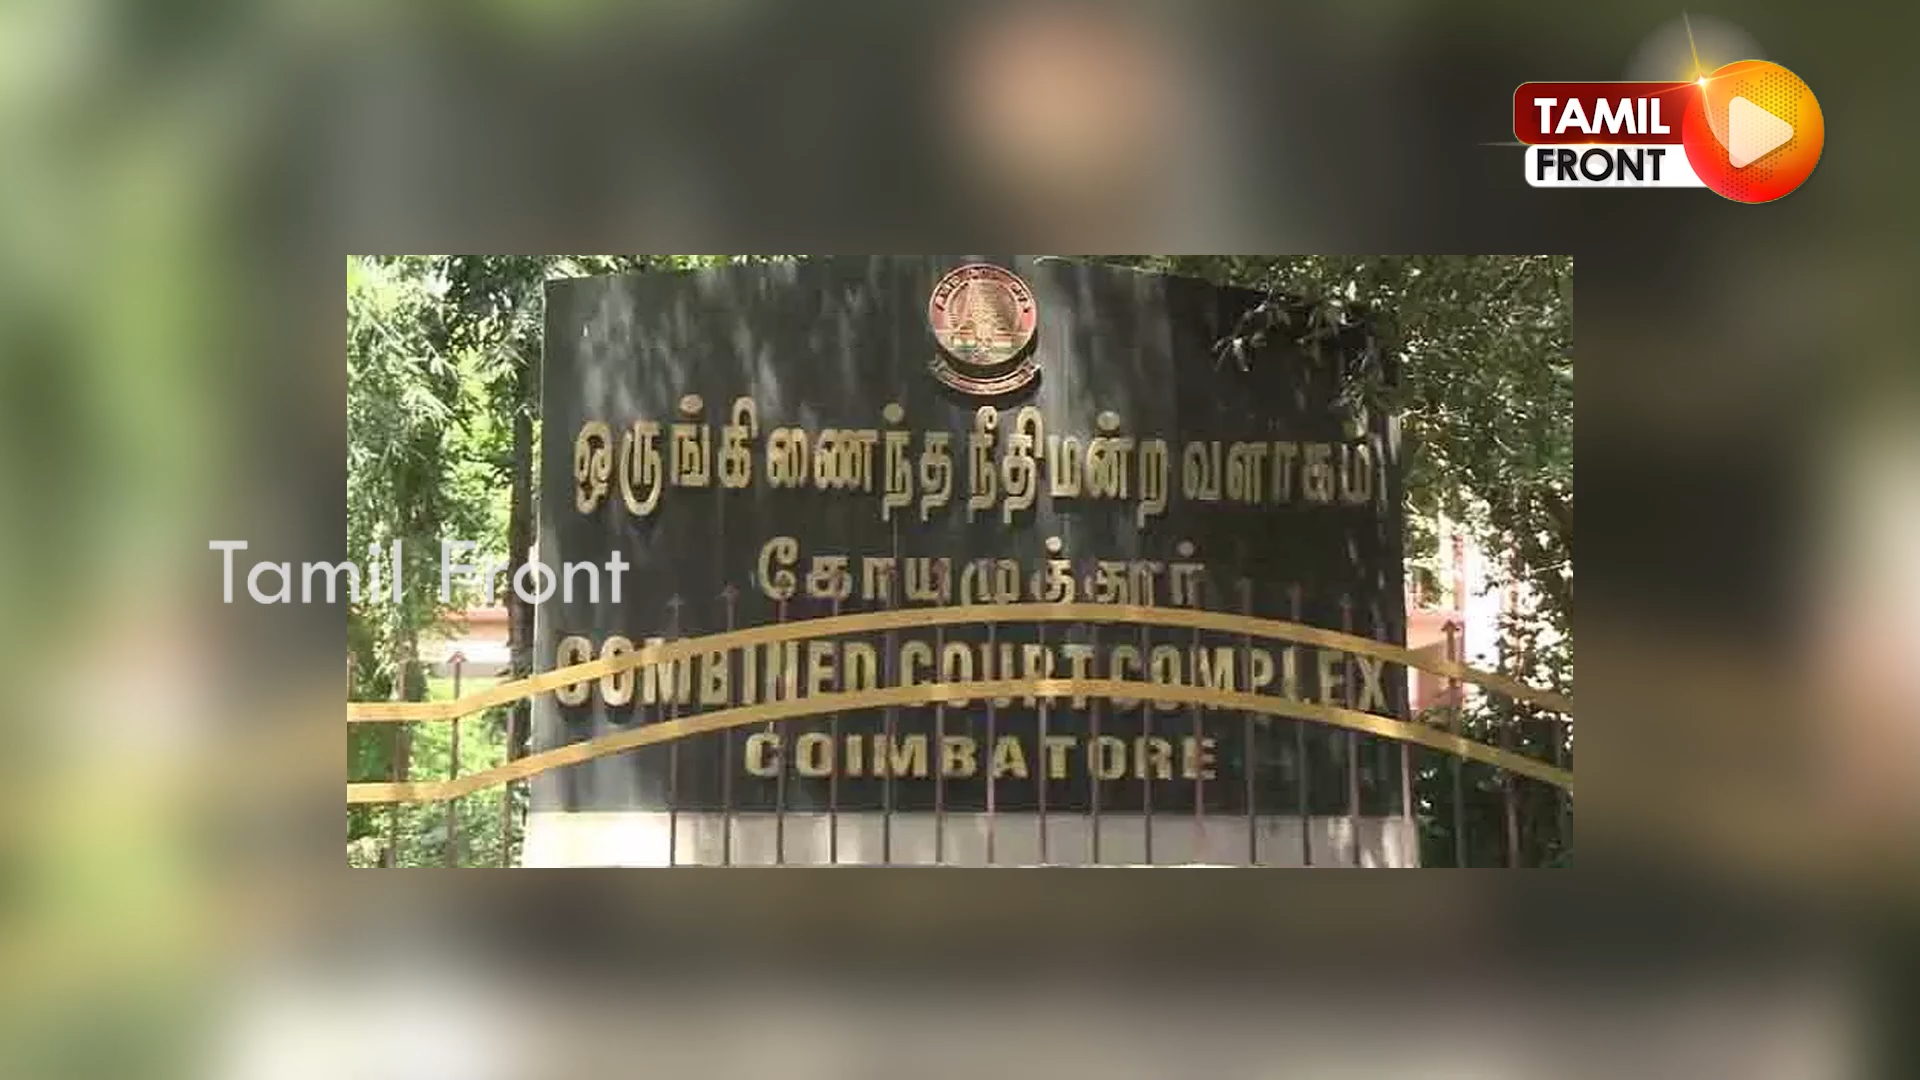 TAMIL
FRONT
ஒருங்கிணைந்த நீதிமன்ற வளாகம்
கோயமுத்தூர்
Tamil Front
COMBINED COURT COMPLEX
COIMBATORE